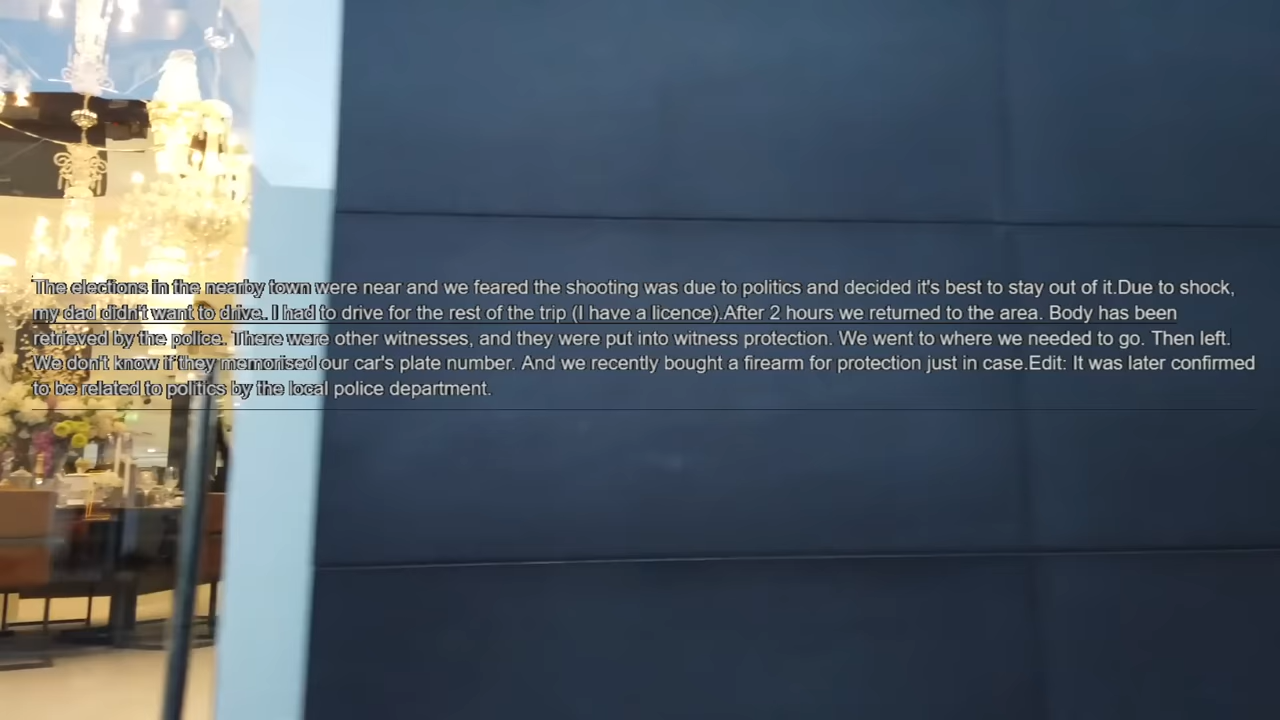 The elections in the nearby town were near and we feared the shooting was due to politics and decided it's best to stay out of it.Due to shock,
my dad didn't want to drive. I had to drive for the rest of the trip (I have a licence).After 2 hours we returned to the area. Body has been
retrieved by the police. There were other witnesses, and they were put into witness protection. We went to where we needed to go. Then left.
We don't know if they memorised our car's plate number. And we recently bought a firearm for protection just in case.Edit: It was later confirmed
to be related to politics by the local police department.